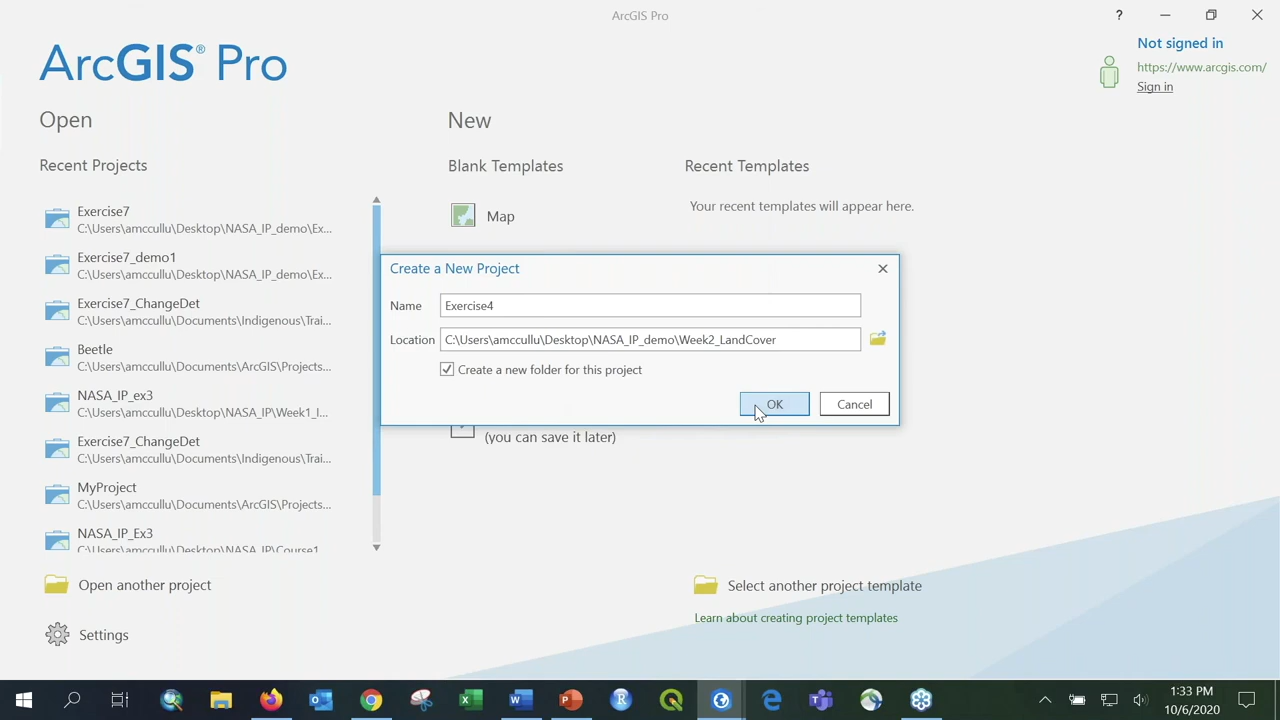 ArcGIS Pro
?
Not signed in
https://www.arcgis.com/
Sign in
ArcGIS® Pro
Open
Recent Projects
Exercise7
C:\Users\amccullu\Desktop\NASA_IP_demo\Ex...
Exercise7_demo1
C:\Users\amccullu\Desktop\NASA_IP_demo\Ex...
Exercise7_ChangeDet
C:\Users\amccullu\Documents\Indigenous\Trai...
Beetle
C:\Users\amccullu\Documents\ArcGIS\Projects...
NASA_IP_ex3
C:\Users\amccullu\Desktop\NASA_IP\Week1_I...
Exercise7_ChangeDet
C:\Users\amccullu\Documents\Indigenous\Trai...
MyProject
C:\Users\amccullu\Documents\ArcGIS\Projects...
NASA_IP_Ex3
C:\Users\amccullu\Desktop\NASA_IP\Course1
Open another project
Settings
New
Blank Templates
Map
Recent Templates
Your recent templates will appear here.
Create a New Project
Name Exercise4
Location C:\Users\amccullu\Desktop\NASA_IP_demo\Week2_LandCover
Create a new folder for this project
OK Cancel
(you can save it later)
Select another project template
Learn about creating project templates
1:33 PM
10/6/2020